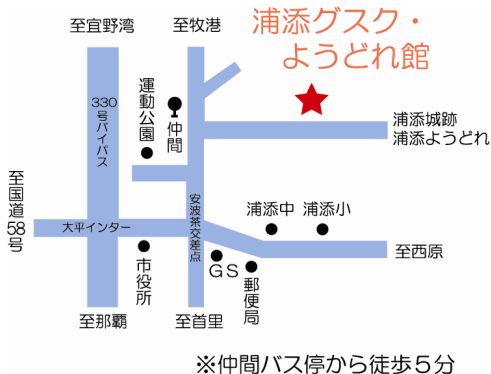 浦添グスク・
ようどれ館
至宜野湾
至牧港
330号バイパス
運動公園
仲間
浦添城跡
浦添ようどれ
至国道58号
大平インター
安波茶交差点
浦添中
浦添小
至西原
市役所
GS
郵便局
至那覇
至首里
※仲間バス停から徒歩5分